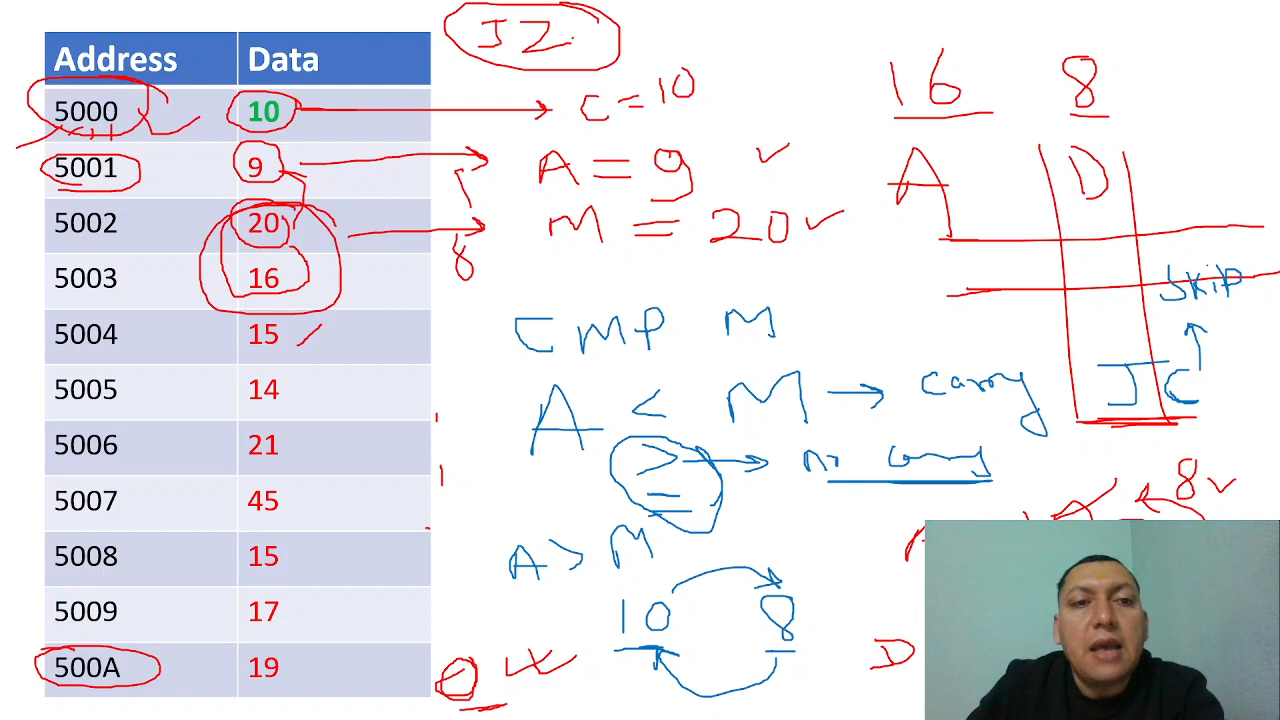 JZ
Address Data
5000 10
5001 9
5002 20
5003 16
5004 15
5005 14
5006 21
5007 45
5008 15
5009 17
500A 19
C = 10
A = 9
M = 20
8
16 8
A D
Skip
CMP M
A < M → carry
JC
> → no carry
=
A > M
8
10 8
D